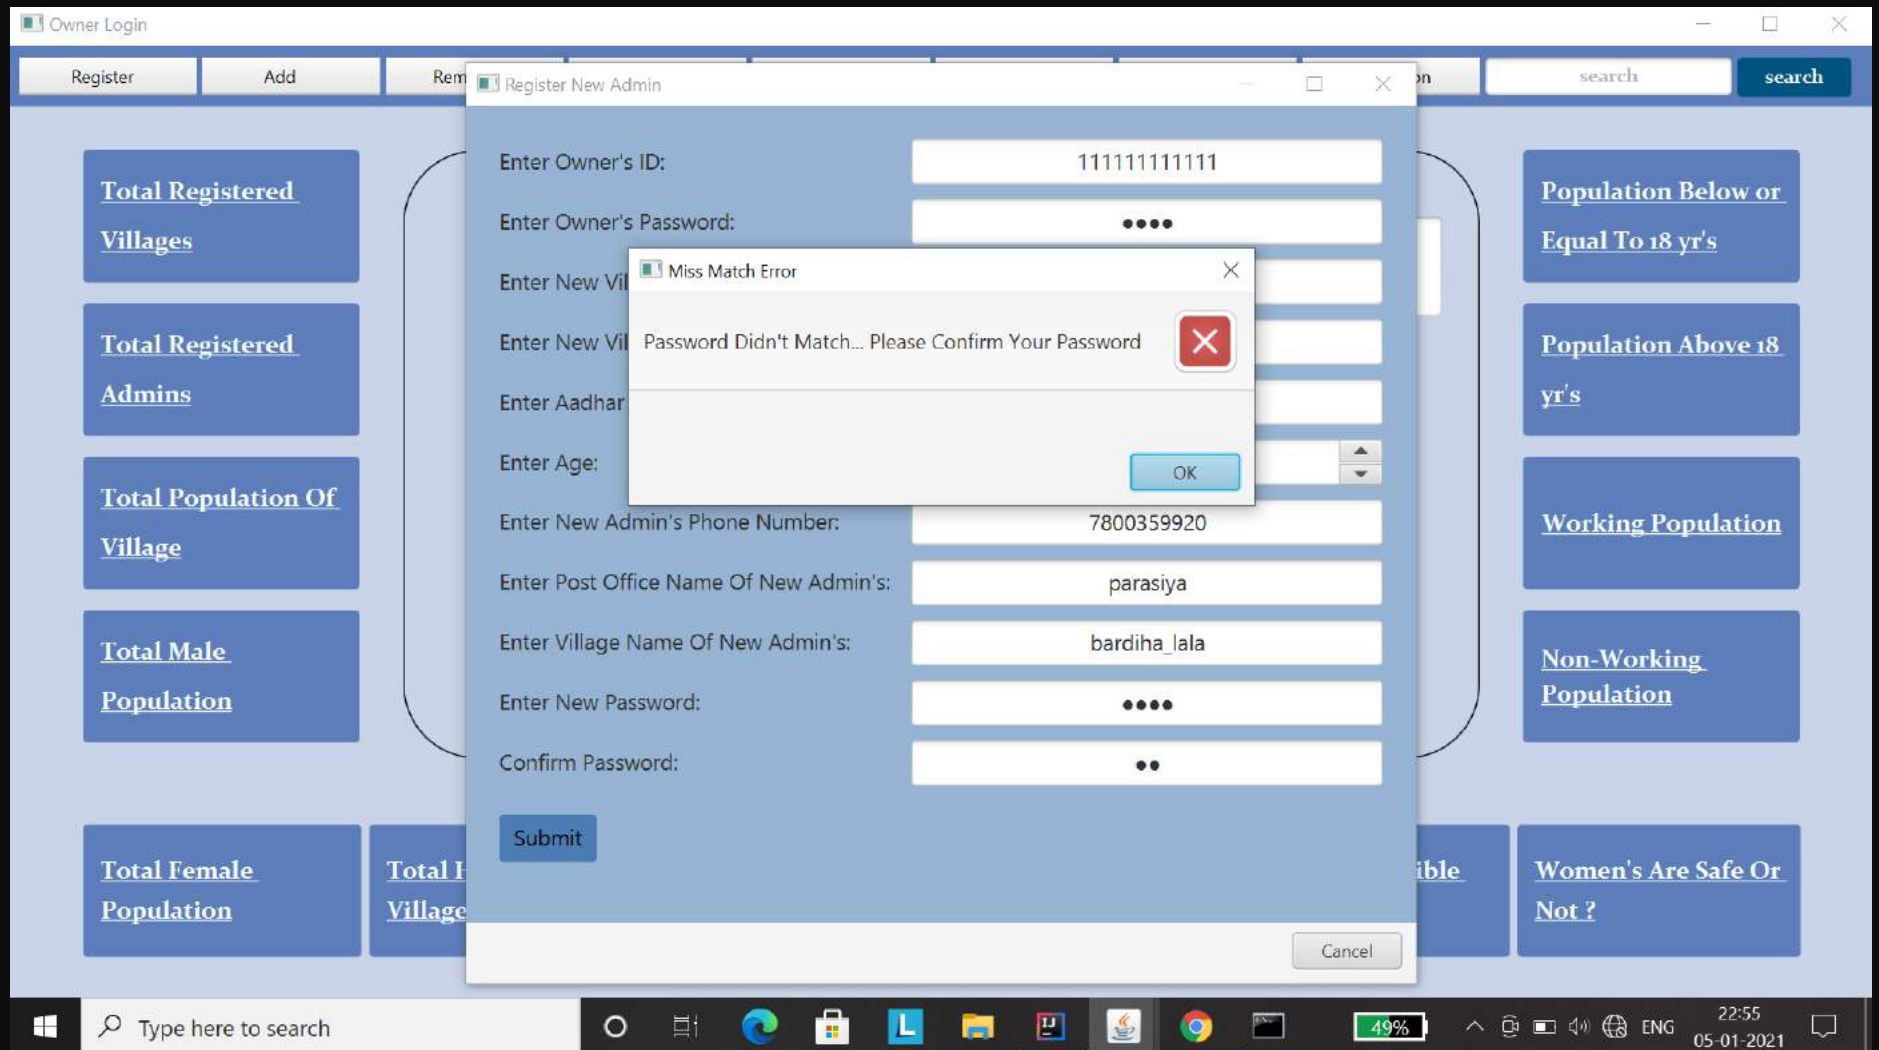 Owner Login
Register Add Rem on search search
Register New Admin
Total Registered
Villages
Total Registered
Admins
Total Population Of
Village
Total Male
Population
Enter Owner's ID: 111111111111
Enter Owner's Password: ••••
Enter New Vil
Enter New Vil
Enter Aadhar
Enter Age:
Miss Match Error
Password Didn't Match... Please Confirm Your Password
OK
Enter New Admin's Phone Number: 7800359920
Enter Post Office Name Of New Admin's: parasiya
Enter Village Name Of New Admin's: bardiha_lala
Enter New Password: ••••
Confirm Password: ••
Submit
Cancel
Population Below or
Equal To 18 yr's
Population Above 18
yr's
Working Population
Non-Working
Population
Total Female
Population
Total H
Village
ible
Women's Are Safe Or
Not ?
Type here to search
49%
ENG
22:55
05-01-2021